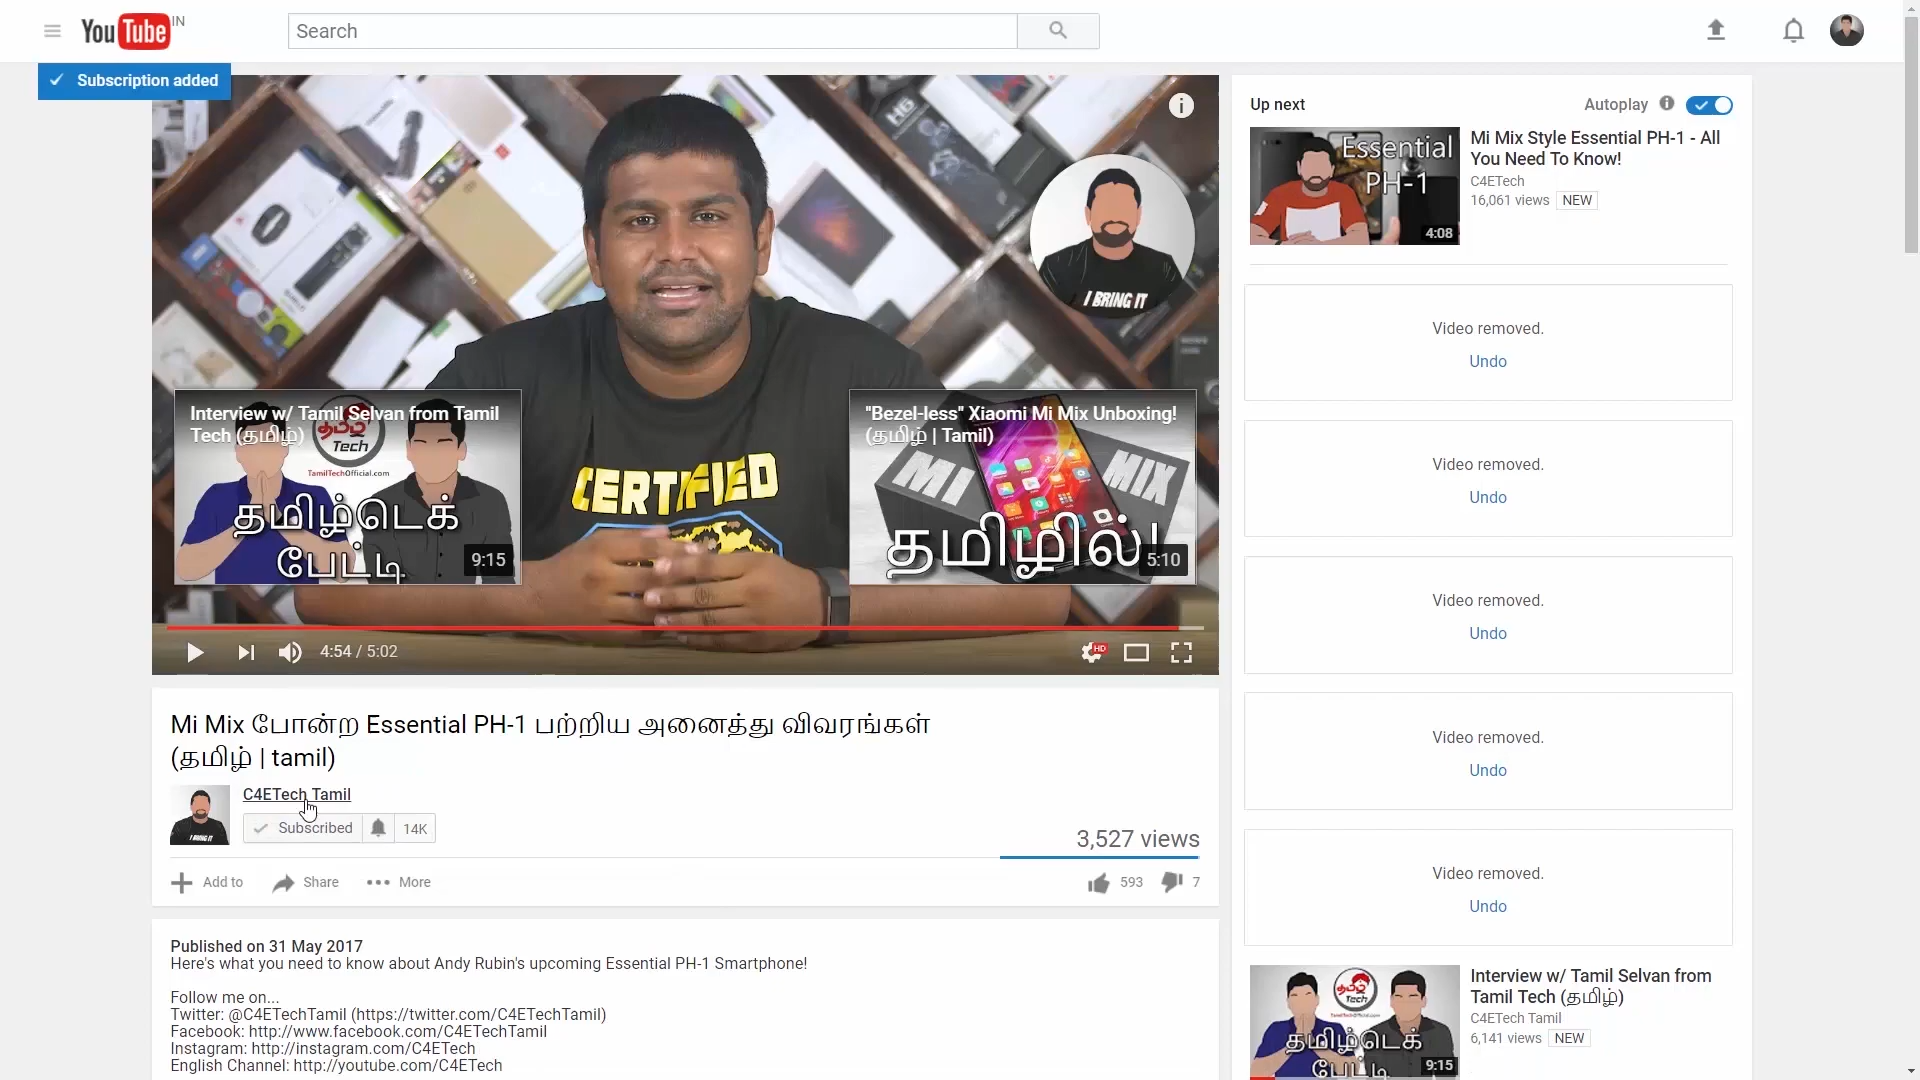 YouTube IN
Search
Subscription added
H6
I BRING IT
Interview w/ Tamil Selvan from Tamil
Tech (தமிழ்)
தமிழ்
Tech
TamilTechOfficial.com
தமிழ்டெக்
பேட்டி
9:15
CERTIFIED
"Bezel-less" Xiaomi Mi Mix Unboxing!
(தமிழ் | Tamil)
MI MIX
தமிழில்!
5:10
4:54 / 5:02
HD
Mi Mix போன்ற Essential PH-1 பற்றிய அனைத்து விவரங்கள்
(தமிழ் | tamil)
C4ETech Tamil
Subscribed 14K
3,527 views
Add to Share More 593 7
Published on 31 May 2017
Here's what you need to know about Andy Rubin's upcoming Essential PH-1 Smartphone!
Follow me on...
Twitter: @C4ETechTamil (https://twitter.com/C4ETechTamil)
Facebook: http://www.facebook.com/C4ETechTamil
Instagram: http://instagram.com/C4ETech
English Channel: http://youtube.com/C4ETech
Up next Autoplay
Essential
PH-1
4:08
Mi Mix Style Essential PH-1 - All
You Need To Know!
C4ETech
16,061 views NEW
Video removed.
Undo
Video removed.
Undo
Video removed.
Undo
Video removed.
Undo
Video removed.
Undo
தமிழ்
Tech
தமிழ்டெக்
பேட்டி
9:15
Interview w/ Tamil Selvan from
Tamil Tech (தமிழ்)
C4ETech Tamil
6,141 views NEW